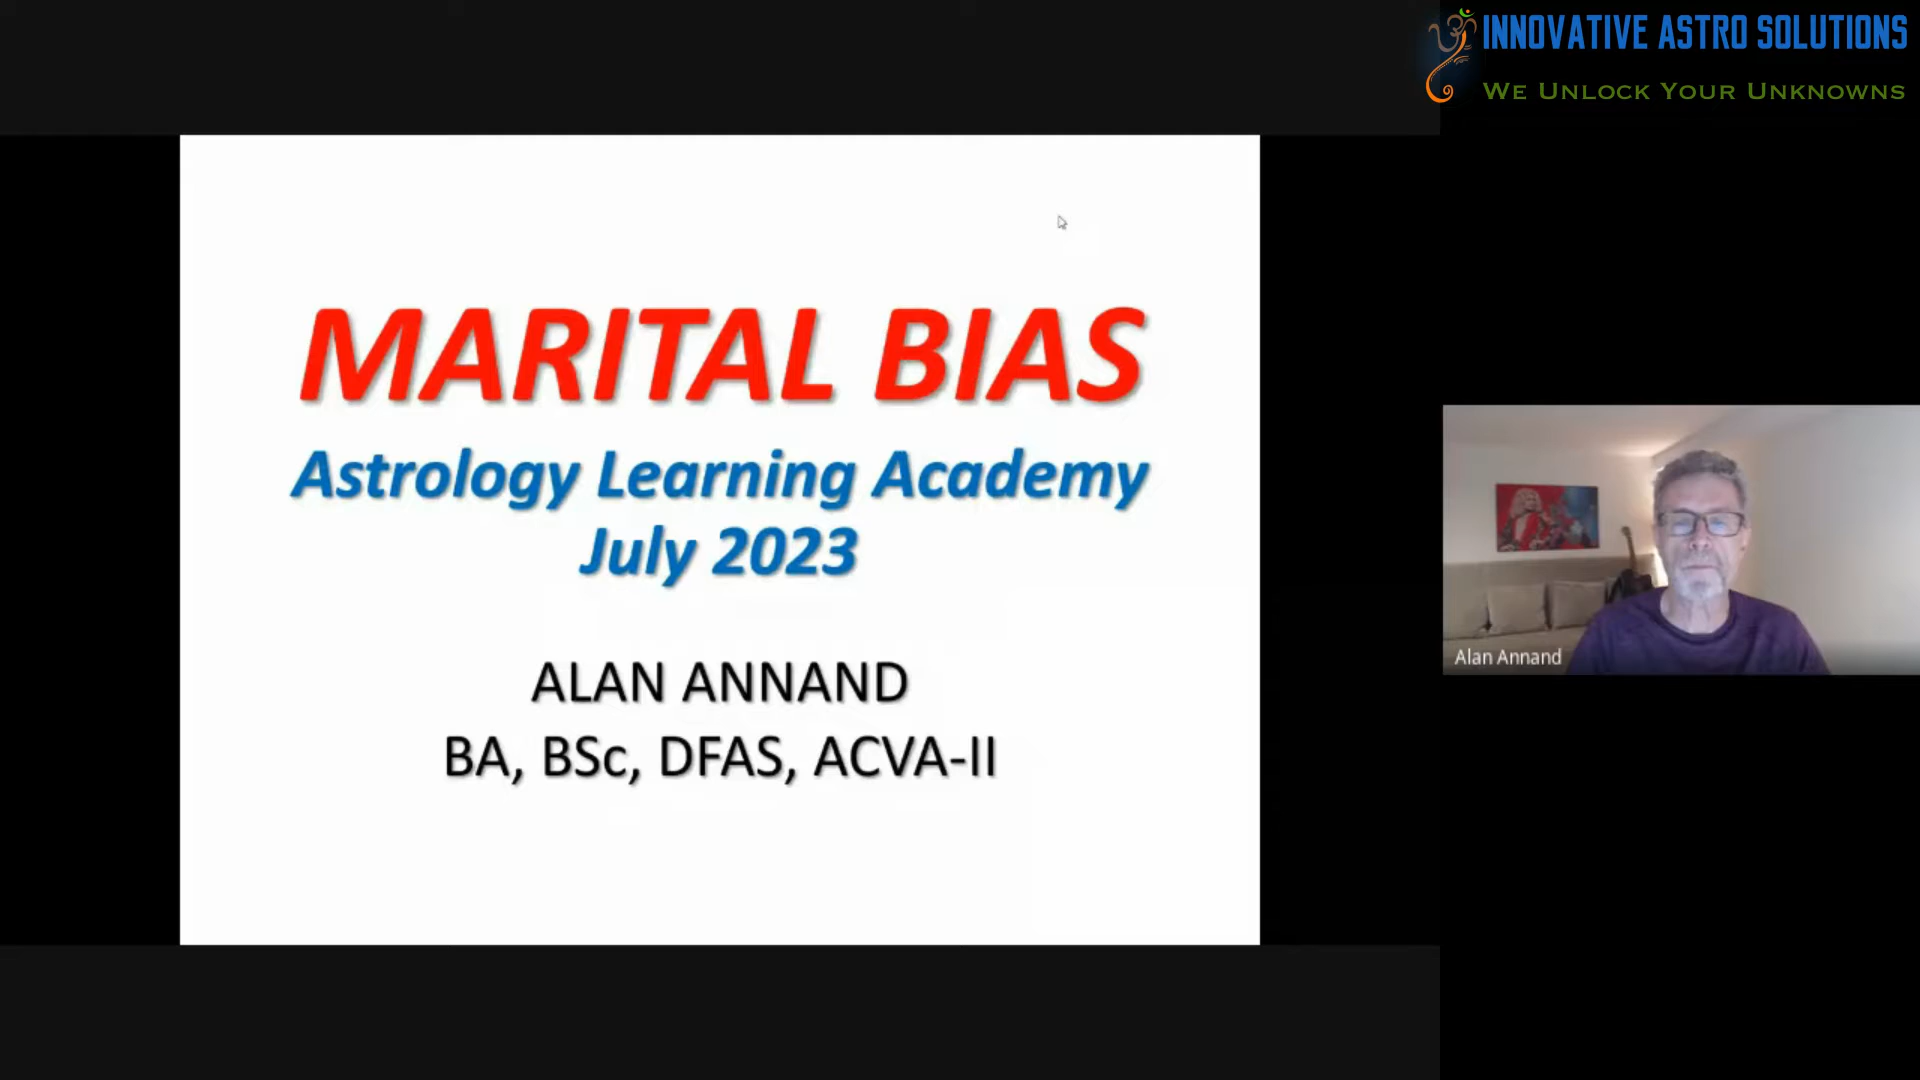 INNOVATIVE ASTRO SOLUTIONS
WE UNLOCK YOUR UNKNOWNS
MARITAL BIAS
Astrology Learning Academy
July 2023
ALAN ANNAND
BA, BSc, DFAS, ACVA-II
Alan Annand